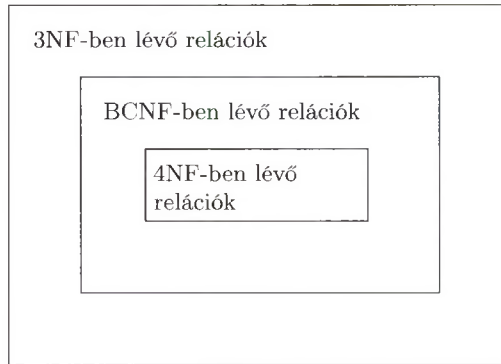 3NF-ben lévő relációk
BCNF-ben lévő relációk
4NF-ben lévő
relációk